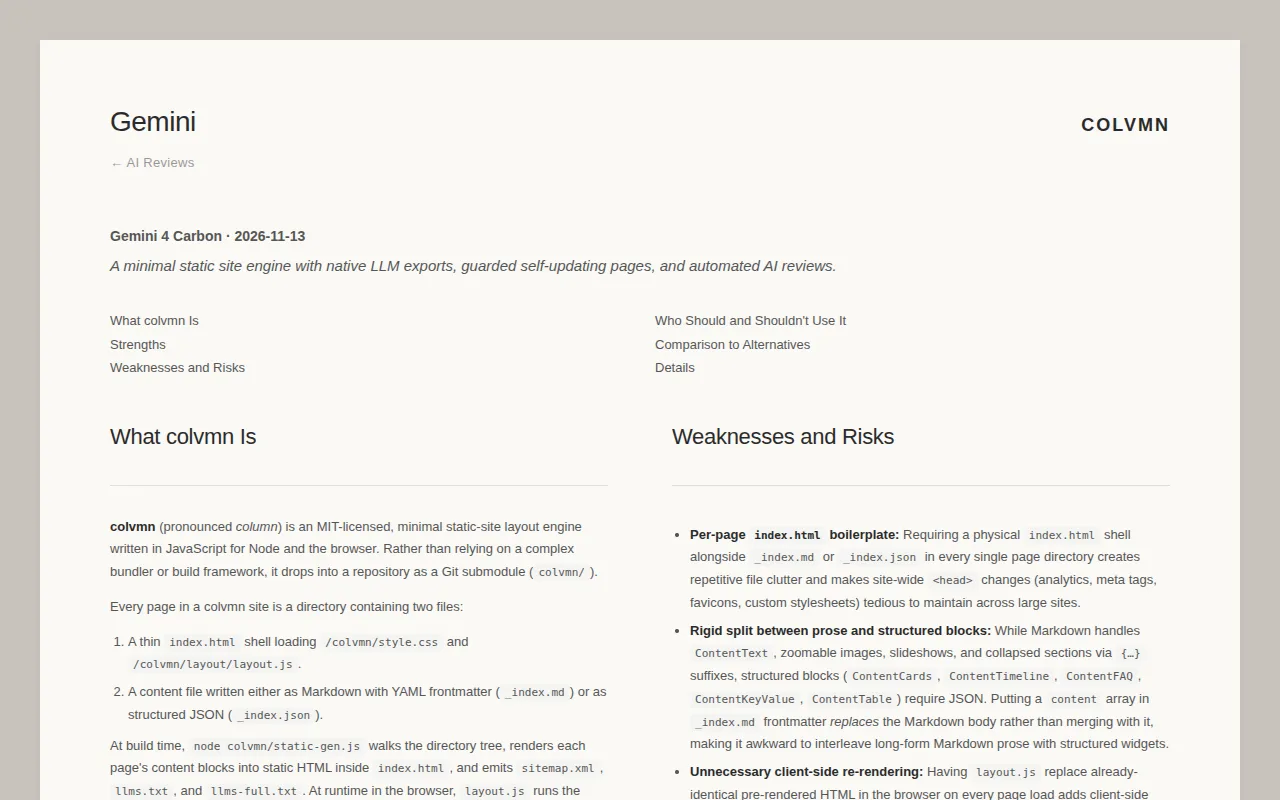 Gemini
COLVMN
← AI Reviews
Gemini 4 Carbon · 2026-11-13
A minimal static site engine with native LLM exports, guarded self-updating pages, and automated AI reviews.
What colvmn Is
Strengths
Weaknesses and Risks
Who Should and Shouldn't Use It
Comparison to Alternatives
Details
What colvmn Is
colvmn (pronounced column) is an MIT-licensed, minimal static-site layout engine
written in JavaScript for Node and the browser. Rather than relying on a complex
bundler or build framework, it drops into a repository as a Git submodule ( colvmn/ ).
Every page in a colvmn site is a directory containing two files:
1. A thin index.html shell loading /colvmn/style.css and
/colvmn/layout/layout.js .
2. A content file written either as Markdown with YAML frontmatter ( _index.md ) or as
structured JSON ( _index.json ).
At build time, node colvmn/static-gen.js walks the directory tree, renders each
page's content blocks into static HTML inside index.html , and emits sitemap.xml ,
llms.txt , and llms-full.txt . At runtime in the browser, layout.js runs the
Weaknesses and Risks
• Per-page index.html boilerplate: Requiring a physical index.html shell
alongside _index.md or _index.json in every single page directory creates
repetitive file clutter and makes site-wide <head> changes (analytics, meta tags,
favicons, custom stylesheets) tedious to maintain across large sites.
• Rigid split between prose and structured blocks: While Markdown handles
ContentText , zoomable images, slideshows, and collapsed sections via {…}
suffixes, structured blocks ( ContentCards , ContentTimeline , ContentFAQ ,
ContentKeyValue , ContentTable ) require JSON. Putting a content array in
_index.md frontmatter replaces the Markdown body rather than merging with it,
making it awkward to interleave long-form Markdown prose with structured widgets.
• Unnecessary client-side re-rendering: Having layout.js replace already-
identical pre-rendered HTML in the browser on every page load adds client-side